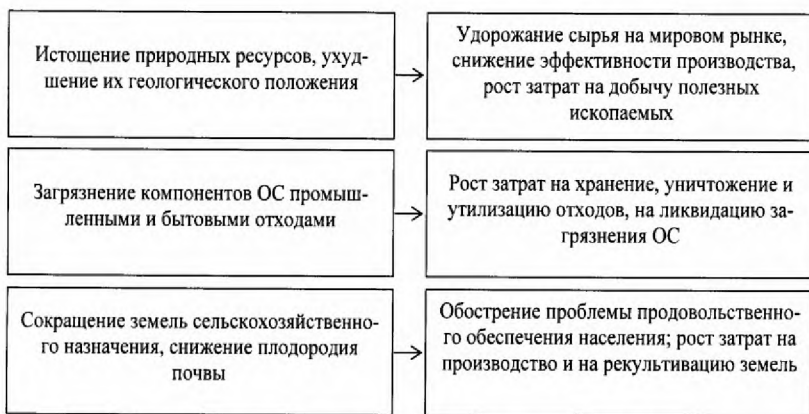 Истощение природных ресурсов, ухуд-
шение их геологического положения
Удорожание сырья на мировом рынке,
снижение эффективности производства,
рост затрат на добычу полезных
ископаемых
Загрязнение компонентов ОС промыш-
ленными и бытовыми отходами
Рост затрат на хранение, уничтожение и
утилизацию отходов, на ликвидацию за-
грязнения ОС
Сокращение земель сельскохозяйственно-
го назначения, снижение плодородия
почвы
Обострение проблемы продовольственно-
го обеспечения населения; рост затрат на
производство и на рекультивацию земель